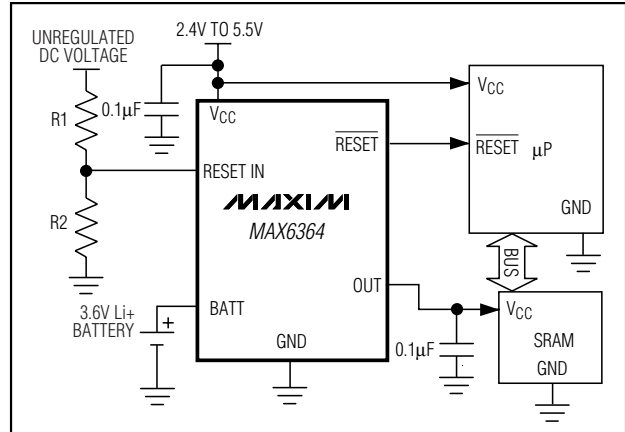 2.4V TO 5.5V
UNREGULATED
DC VOLTAGE
R1
0.1μF
VCC
VCC
RESET
RESET μP
RESET IN
MAXIM
MAX6364
R2
GND
BUS
OUT
3.6V Li+
BATTERY
+
BATT
VCC
SRAM
GND
GND
0.1μF